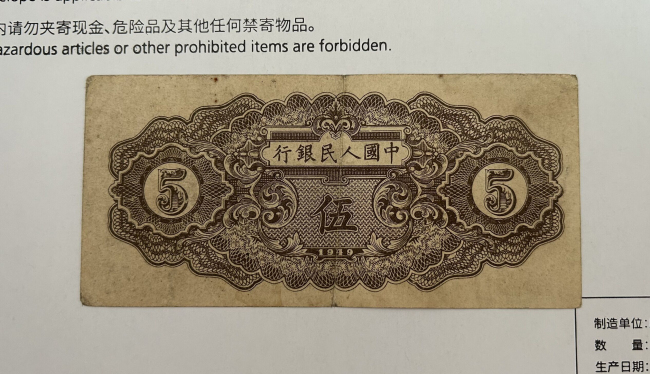 内请勿夹寄现金、危险品及其他任何禁寄物品。
azardous articles or other prohibited items are forbidden.
行銀民人國中
5 5
伍
1949
制造单位:
数 量:
生产日期: